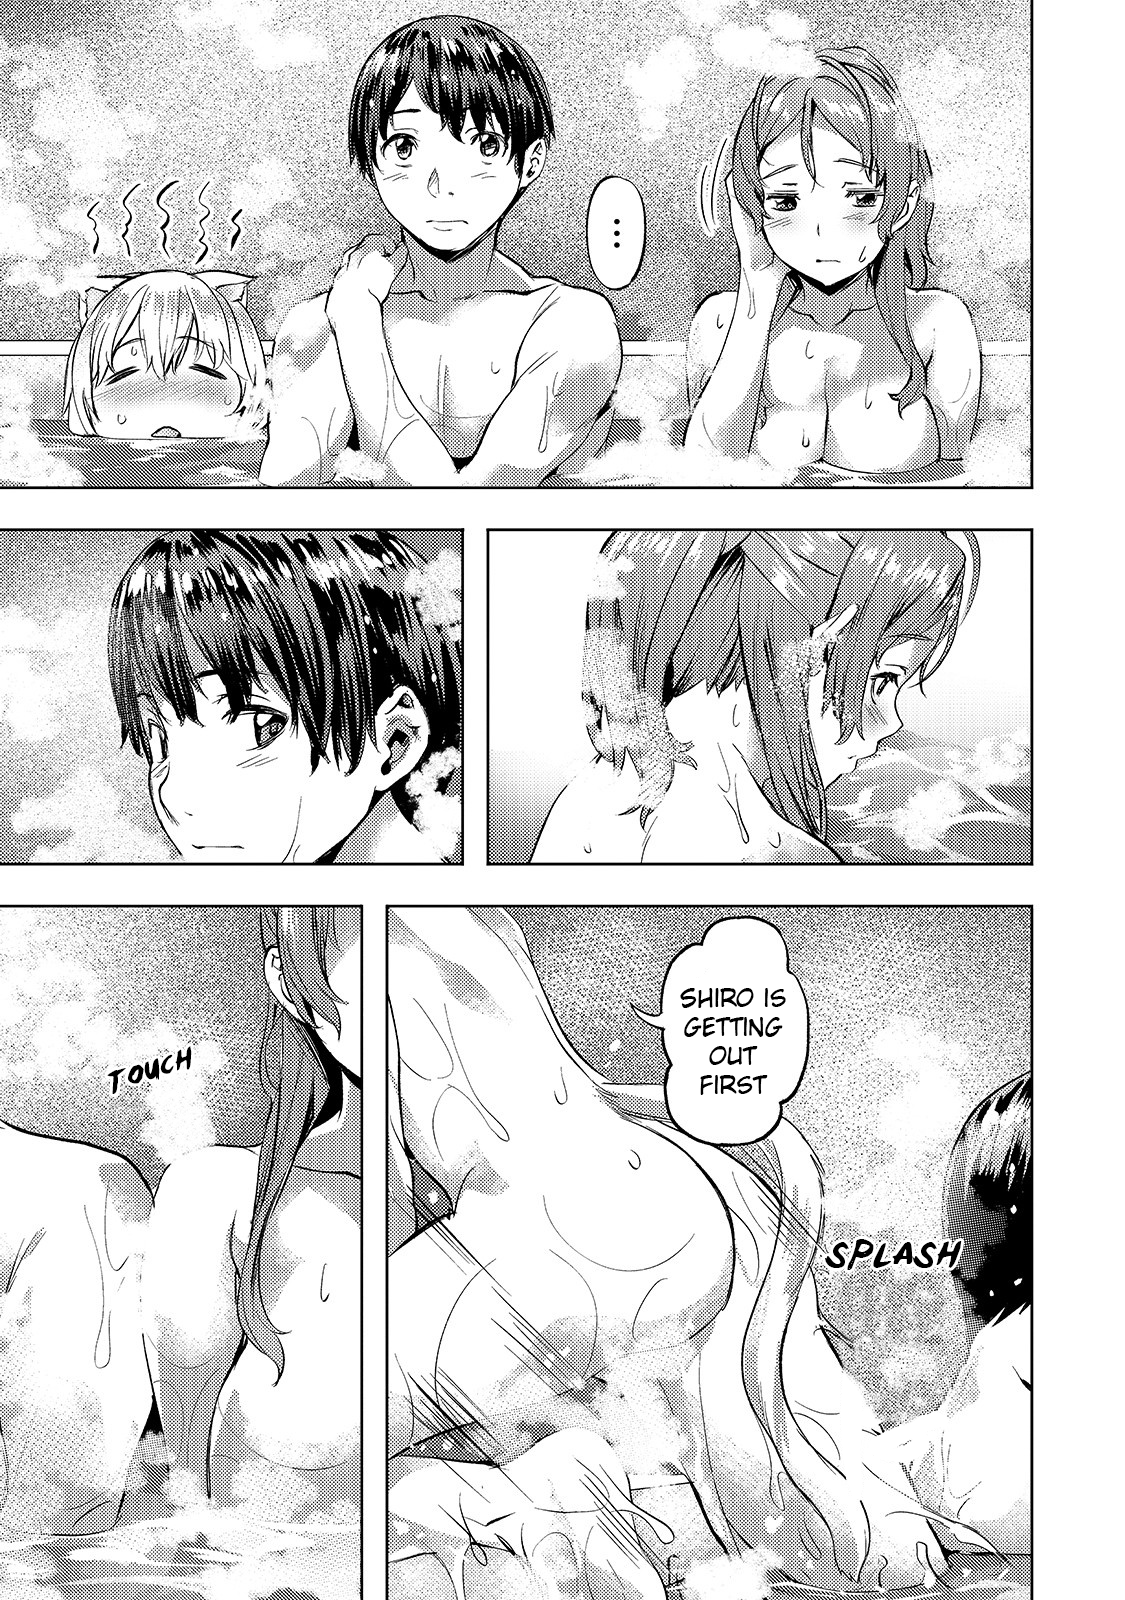 ...
SHIRO IS
GETTING
OUT
FIRST
SPLASH
TOUCH